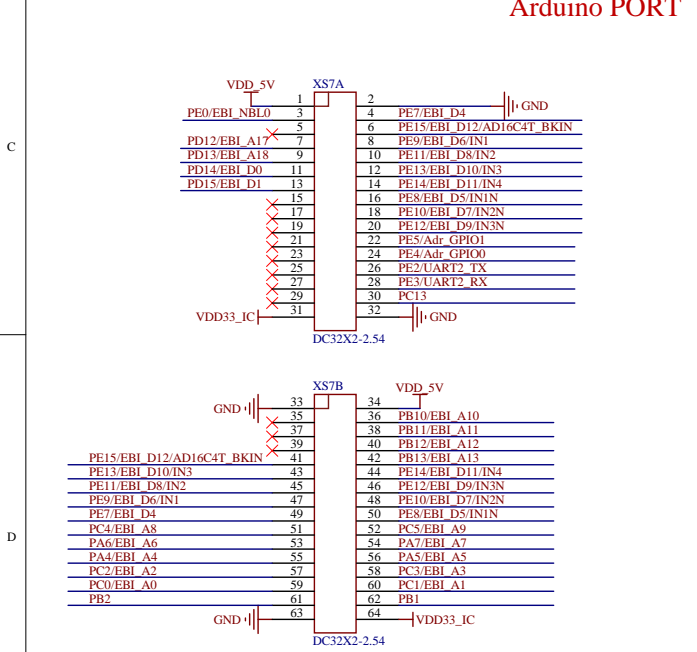 Arduino PORT
C
VDD_5V XS7A
1 2 GND
PE0/EBI_NBL0 3 4 PE7/EBI_D4
5 6 PE15/EBI_D12/AD16C4T_BKIN
PD12/EBI_A17 7 8 PE9/EBI_D6/IN1
PD13/EBI_A18 9 10 PE11/EBI_D8/IN2
PD14/EBI_D0 11 12 PE13/EBI_D10/IN3
PD15/EBI_D1 13 14 PE14/EBI_D11/IN4
15 16 PE8/EBI_D5/IN1N
17 18 PE10/EBI_D7/IN2N
19 20 PE12/EBI_D9/IN3N
21 22 PE5/Adr_GPIO1
23 24 PE4/Adr_GPIO0
25 26 PE2/UART2_TX
27 28 PE3/UART2_RX
29 30 PC13
VDD33_IC 31 32 GND
DC32X2-2.54
D
XS7B VDD_5V
GND 33 34
35 36 PB10/EBI_A10
37 38 PB11/EBI_A11
39 40 PB12/EBI_A12
PE15/EBI_D12/AD16C4T_BKIN 41 42 PB13/EBI_A13
PE13/EBI_D10/IN3 43 44 PE14/EBI_D11/IN4
PE11/EBI_D8/IN2 45 46 PE12/EBI_D9/IN3N
PE9/EBI_D6/IN1 47 48 PE10/EBI_D7/IN2N
PE7/EBI_D4 49 50 PE8/EBI_D5/IN1N
PC4/EBI_A8 51 52 PC5/EBI_A9
PA6/EBI_A6 53 54 PA7/EBI_A7
PA4/EBI_A4 55 56 PA5/EBI_A5
PC2/EBI_A2 57 58 PC3/EBI_A3
PC0/EBI_A0 59 60 PC1/EBI_A1
PB2 61 62 PB1
GND 63 64 VDD33_IC
DC32X2-2.54